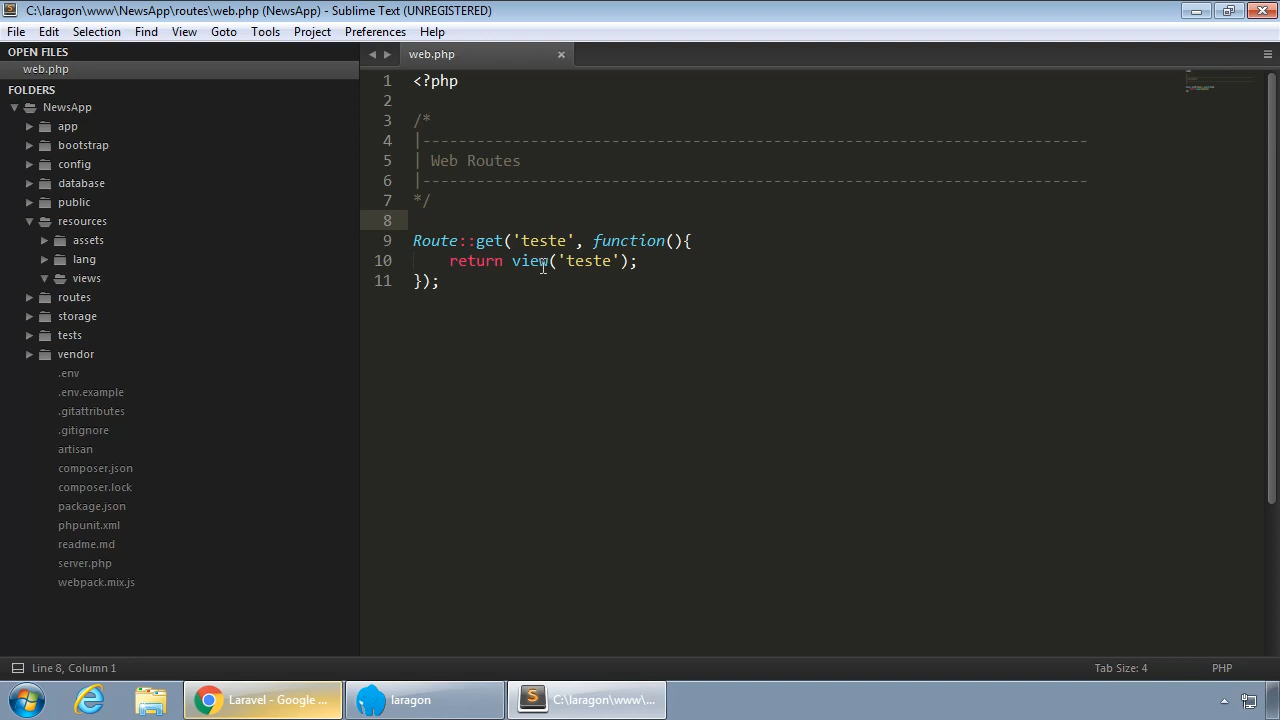 C:\laragon\www\NewsApp\routes\web.php (NewsApp) - Sublime Text (UNREGISTERED)
File Edit Selection Find View Goto Tools Project Preferences Help
OPEN FILES
web.php
FOLDERS
NewsApp
app
bootstrap
config
database
public
resources
assets
lang
views
routes
storage
tests
vendor
.env
.env.example
.gitattributes
.gitignore
artisan
composer.json
composer.lock
package.json
phpunit.xml
readme.md
server.php
webpack.mix.js
web.php
1 <?php
2
3 /*
4 |--------------------------------------------------------------------------
5 | Web Routes
6 |--------------------------------------------------------------------------
7 */
8
9 Route::get('teste', function(){
10 return view('teste');
11 });
Line 8, Column 1
Tab Size: 4
PHP
Laravel - Google ...
laragon
C:\laragon\www\...